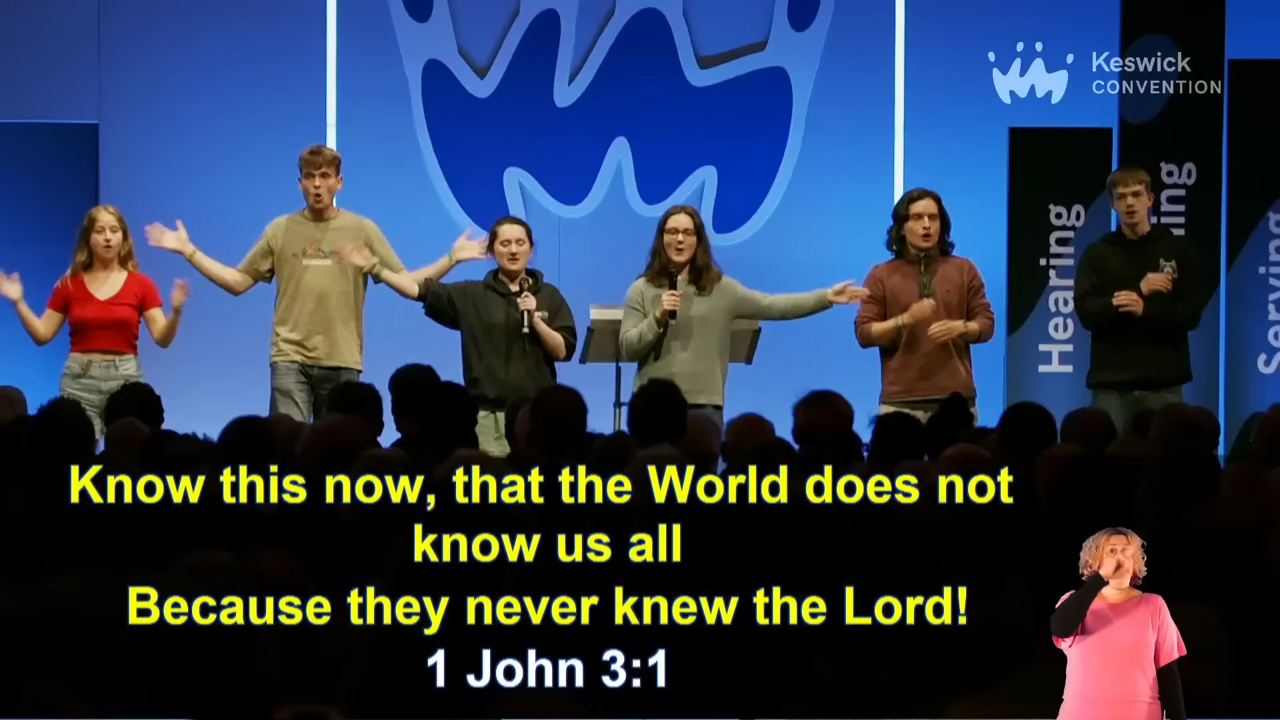 Keswick
CONVENTION
Hearing
ing
Serving
Know this now, that the World does not
know us all
Because they never knew the Lord!
1 John 3:1